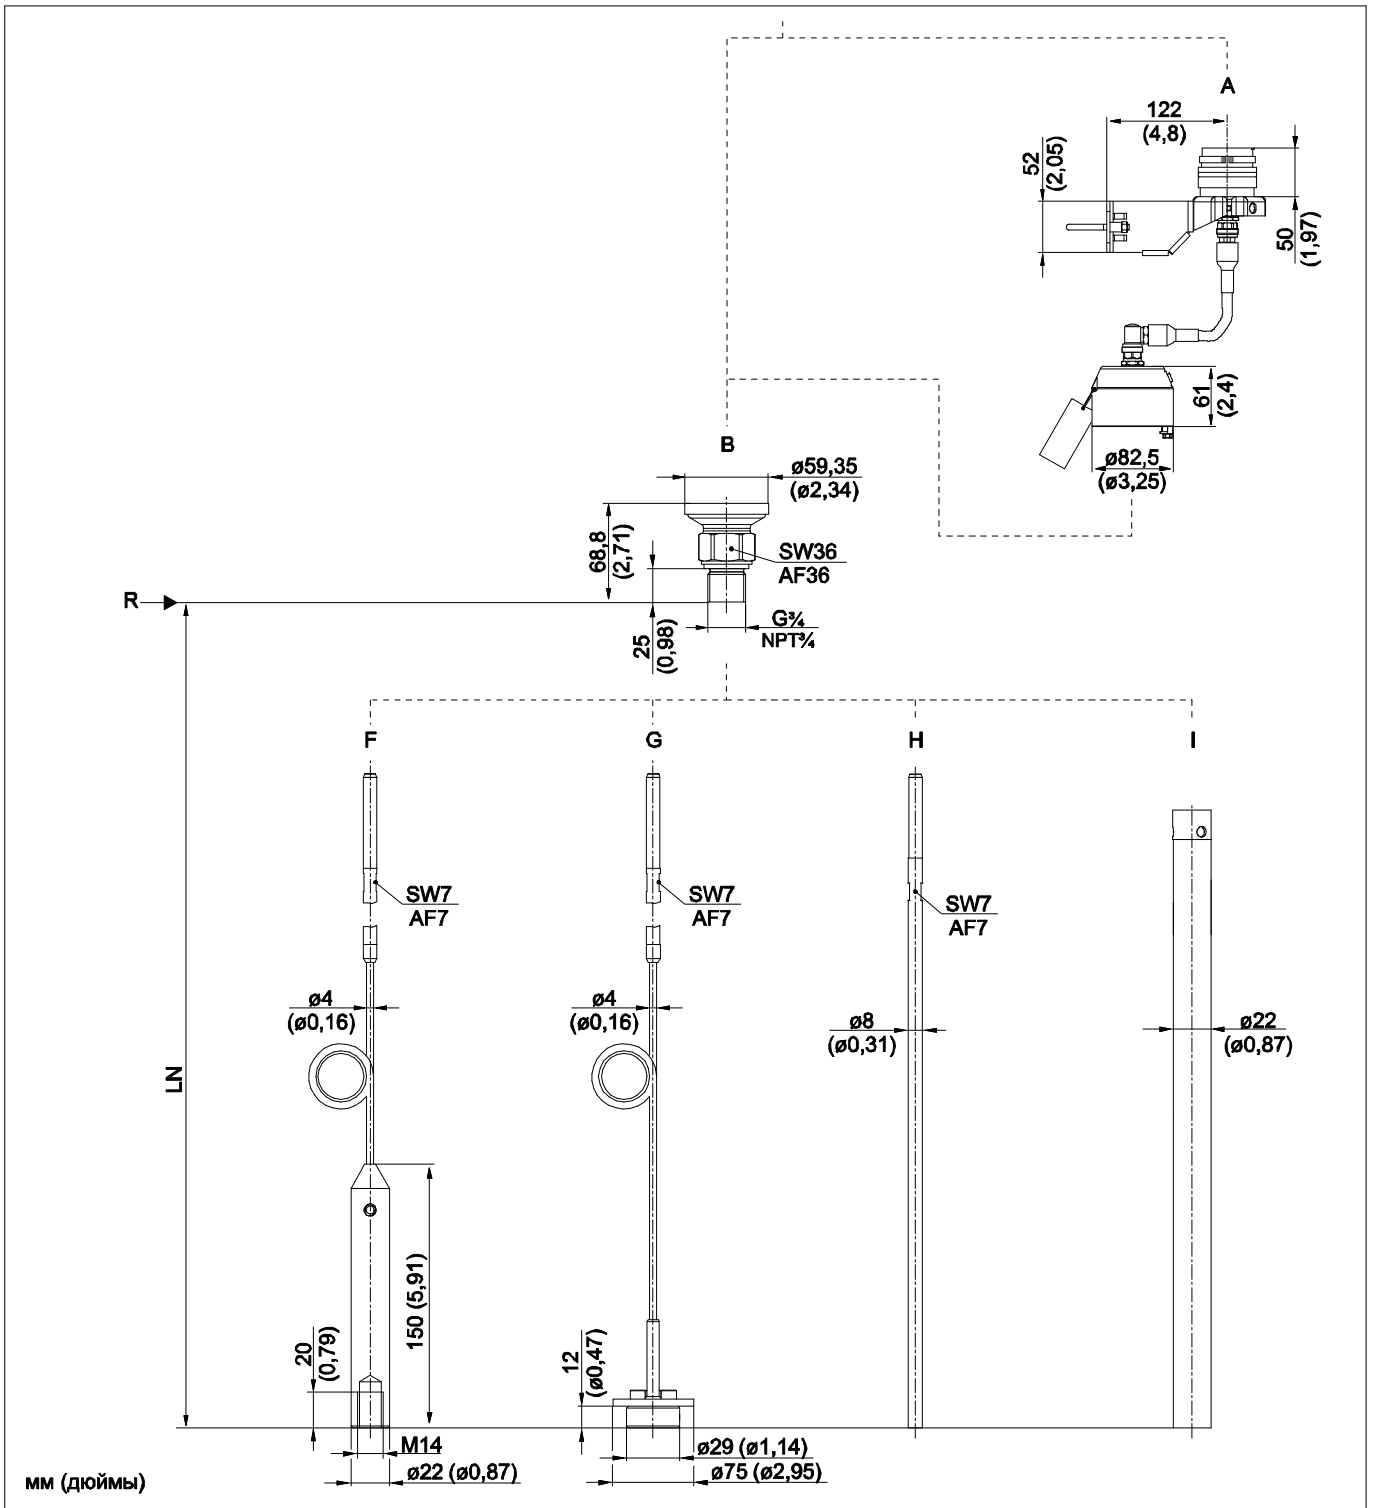 A
122
(4,8)
52
(2,05)
50
(1,97)
61
(2,4)
ø82,5
(ø3,25)
B
ø59,35
(ø2,34)
68,8
(2,71)
SW36
AF36
R
G¾
NPT¾
25
(0,98)
F
G
H
I
SW7
AF7
SW7
AF7
SW7
AF7
ø4
(ø0,16)
ø4
(ø0,16)
ø8
(ø0,31)
ø22
(ø0,87)
LN
150 (5,91)
20
(0,79)
12
(ø0,47)
M14
ø22 (ø0,87)
ø29 (ø1,14)
ø75 (ø2,95)
мм (дюймы)